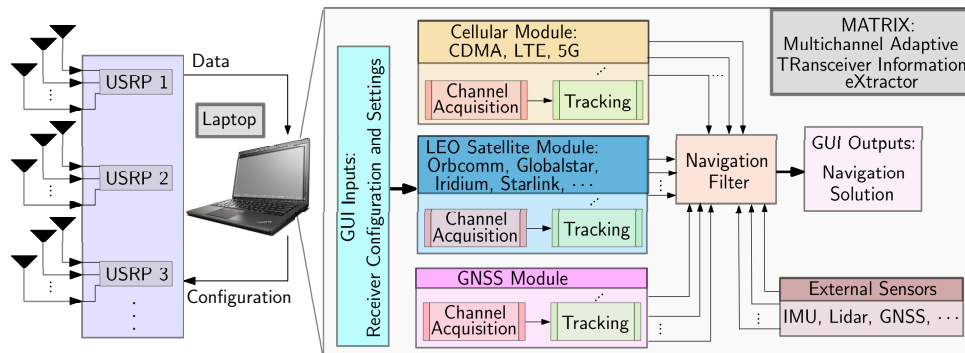 USRP 1
USRP 2
USRP 3
Data
Laptop
Configuration
GUI Inputs:
Receiver Configuration and Settings
Cellular Module:
CDMA, LTE, 5G
Channel
Acquisition
Tracking
LEO Satellite Module:
Orbcomm, Globalstar,
Iridium, Starlink, · · ·
Channel
Acquisition
Tracking
GNSS Module
Channel
Acquisition
Tracking
Navigation
Filter
MATRIX:
Multichannel Adaptive
TRansceiver Information
eXtractor
GUI Outputs:
Navigation
Solution
External Sensors
IMU, Lidar, GNSS, · · ·